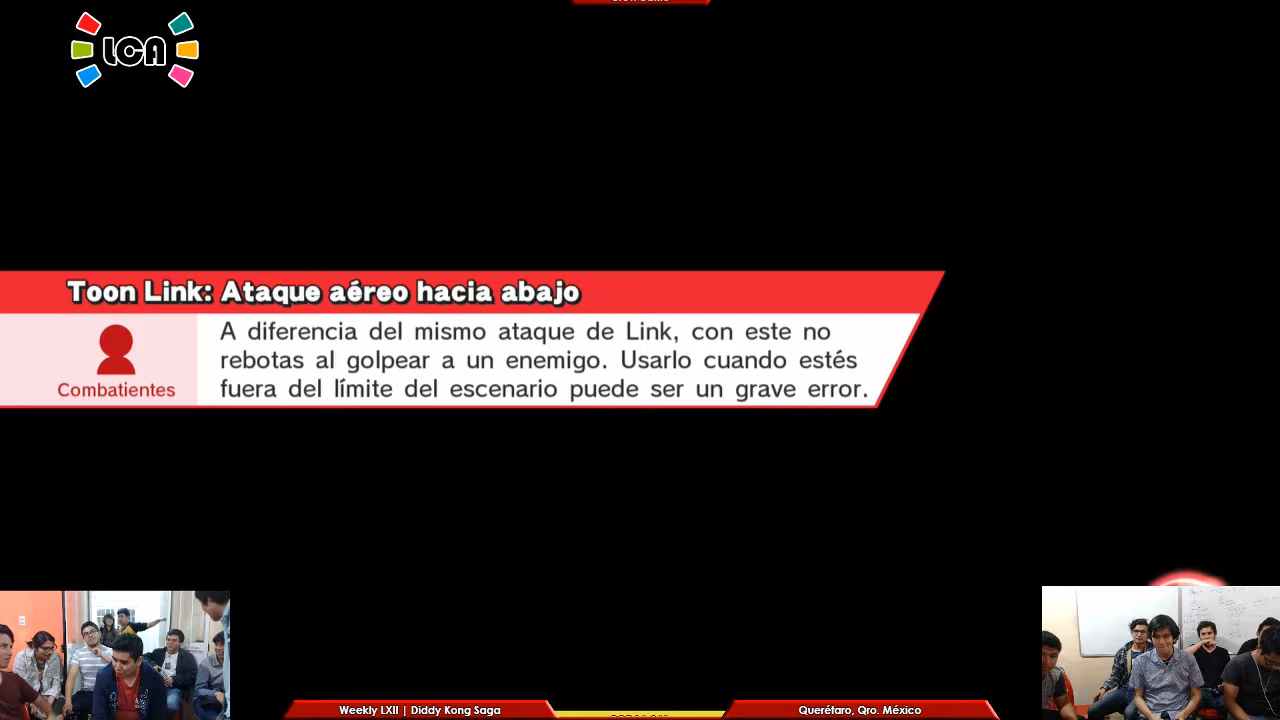 LCA
Toon Link: Ataque aéreo hacia abajo
A diferencia del mismo ataque de Link, con este no
rebotas al golpear a un enemigo. Usarlo cuando estés
fuera del límite del escenario puede ser un grave error.
Combatientes
Weekly LXII | Diddy Kong Saga
Querétaro, Qro. México